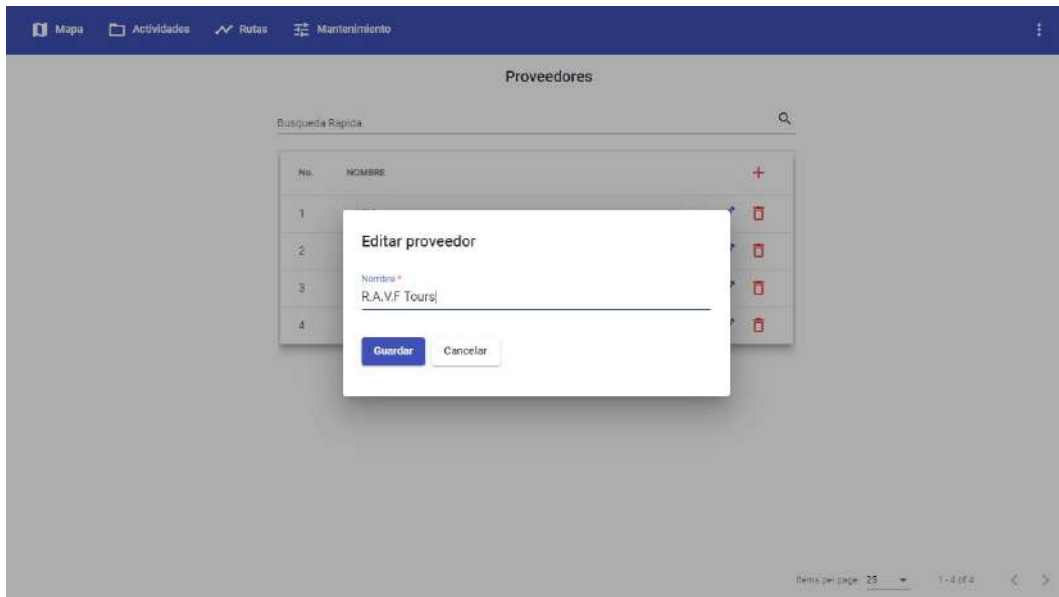 Mapa Actividades Rutas Mantenimiento
Proveedores
Busqueda Rapida
No. NOMBRE
1
2
3
4
Editar proveedor
Nombre *
R.A.V.F Tours
Guardar Cancelar
Items per page 25 1 - 4 of 4